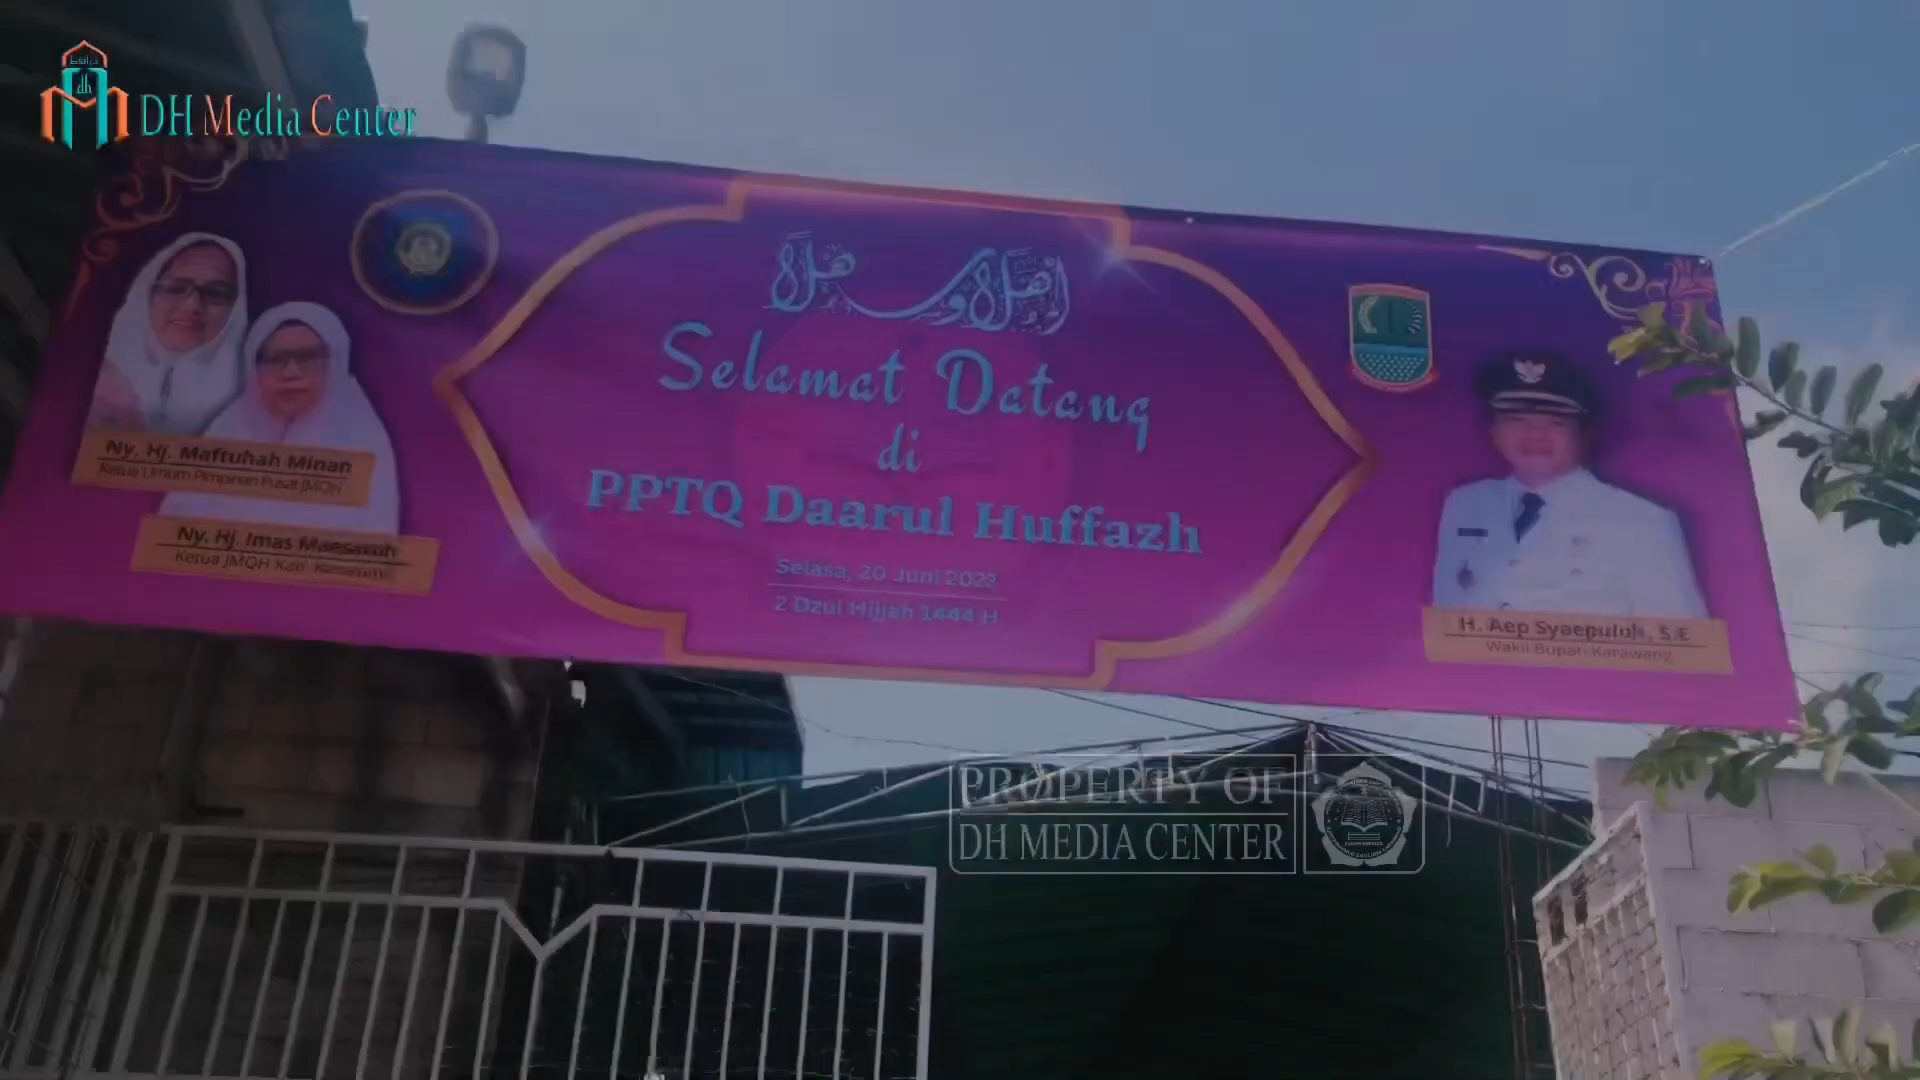 DH Media Center
أهلا وسهلا
Selamat Datang
di
PPTQ Daarul Huffazh
Selasa, 20 Juni 2023
2 Dzul Hijjah 1444 H
Ny. Hj. Maftuhah Minan
Ketua Umum Pimpinan Pusat JMQH
Ny. Hj. Imas Maesaroh
Ketua JMQH Kab. Karawang
H. Aep Syaepuloh, S.E
Wakil Bupati Karawang
PROPERTY OF
DH MEDIA CENTER